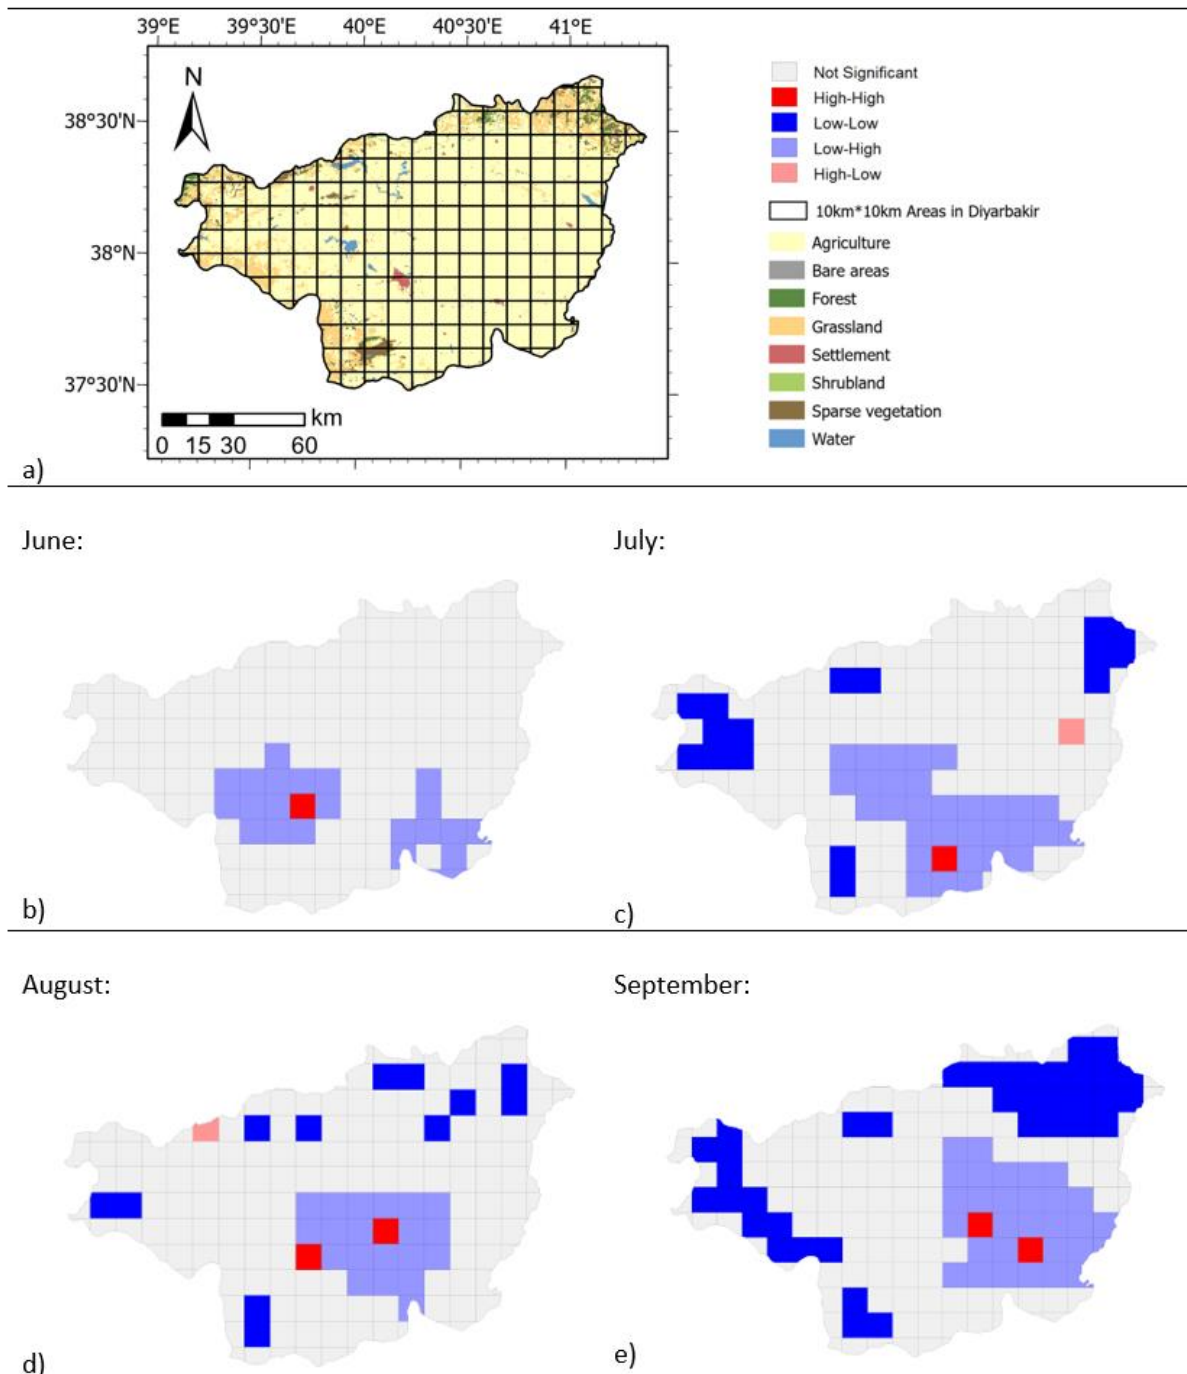 39°E 39°30'E 40°E 40°30'E 41°E
N
38°30'N
38°N
37°30'N
km
0 15 30 60
a)
Not Significant
High-High
Low-Low
Low-High
High-Low
10km*10km Areas in Diyarbakir
Agriculture
Bare areas
Forest
Grassland
Settlement
Shrubland
Sparse vegetation
Water
June:
July:
b)
c)
August:
September:
d)
e)